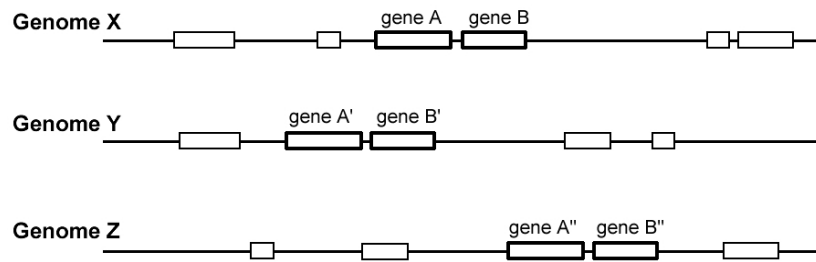 Genome X
gene A gene B
Genome Y
gene A' gene B'
Genome Z
gene A" gene B"